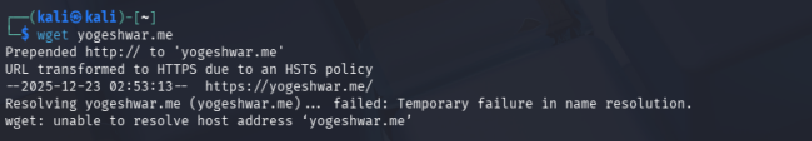 ┌──(kali㉿kali)-[~]
└─$ wget yogeshwar.me
Prepended http:// to 'yogeshwar.me'
URL transformed to HTTPS due to an HSTS policy
--2025-12-23 02:53:13--  https://yogeshwar.me/
Resolving yogeshwar.me (yogeshwar.me)... failed: Temporary failure in name resolution.
wget: unable to resolve host address ‘yogeshwar.me’